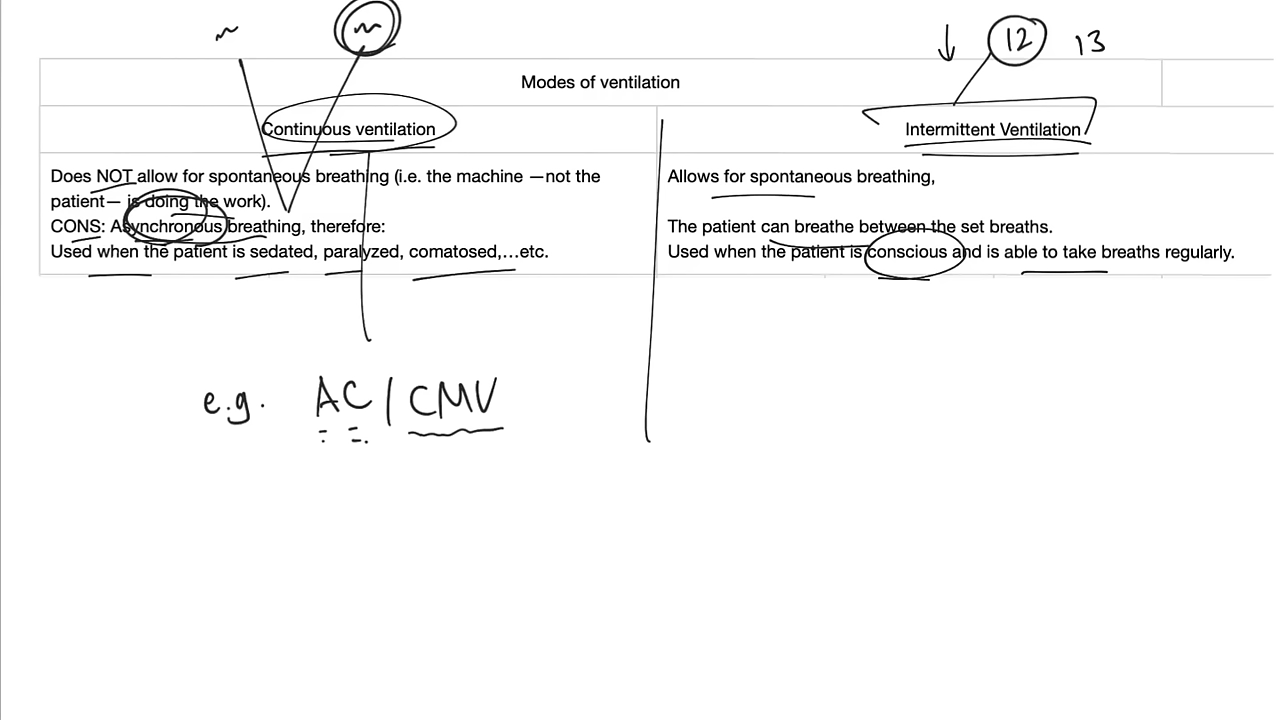 12 13
Modes of ventilation
Continuous ventilation
Intermittent Ventilation
Does NOT allow for spontaneous breathing (i.e. the machine —not the
patient— is doing the work).
CONS: Asynchronous breathing, therefore:
Used when the patient is sedated, paralyzed, comatosed,...etc.
Allows for spontaneous breathing,
The patient can breathe between the set breaths.
Used when the patient is conscious and is able to take breaths regularly.
e.g. AC / CMV